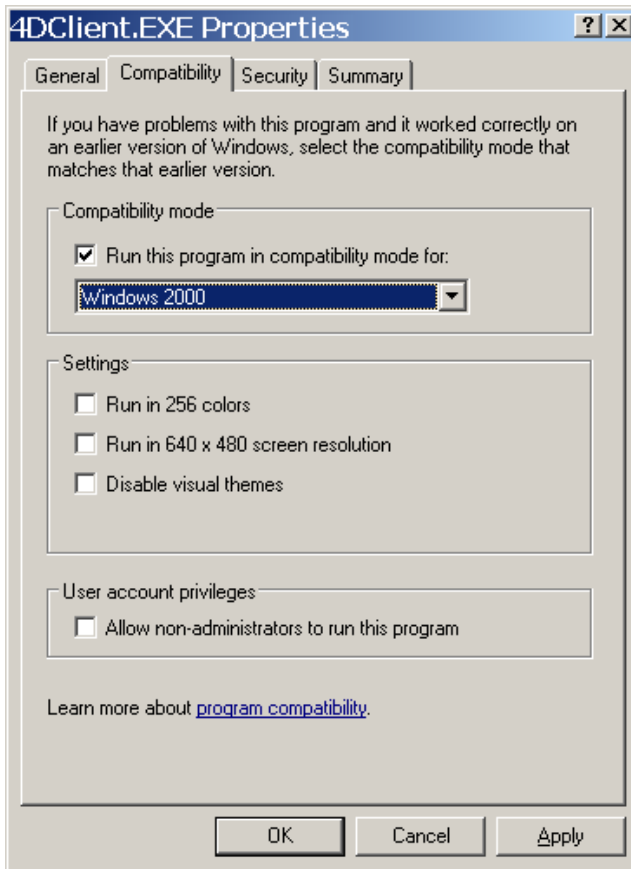 4DClient.EXE Properties
General Compatibility Security Summary
If you have problems with this program and it worked correctly on
an earlier version of Windows, select the compatibility mode that
matches that earlier version.
Compatibility mode
Run this program in compatibility mode for:
Windows 2000
Settings
Run in 256 colors
Run in 640 x 480 screen resolution
Disable visual themes
User account privileges
Allow non-administrators to run this program
Learn more about program compatibility.
OK Cancel Apply